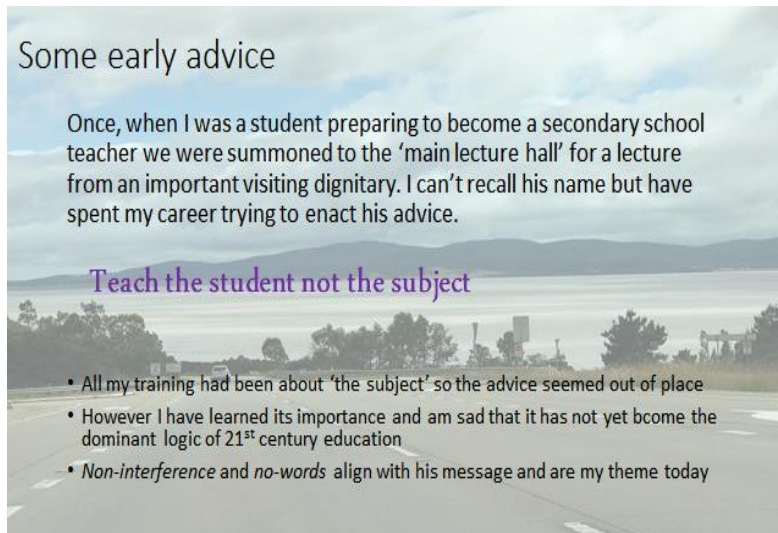 Some early advice
Once, when I was a student preparing to become a secondary school
teacher we were summoned to the ‘main lecture hall’ for a lecture
from an important visiting dignitary. I can’t recall his name but have
spent my career trying to enact his advice.
Teach the student not the subject
• All my training had been about ‘the subject’ so the advice seemed out of place
• However I have learned its importance and am sad that it has not yet bcome the
dominant logic of 21st century education
• Non-interference and no-words align with his message and are my theme today